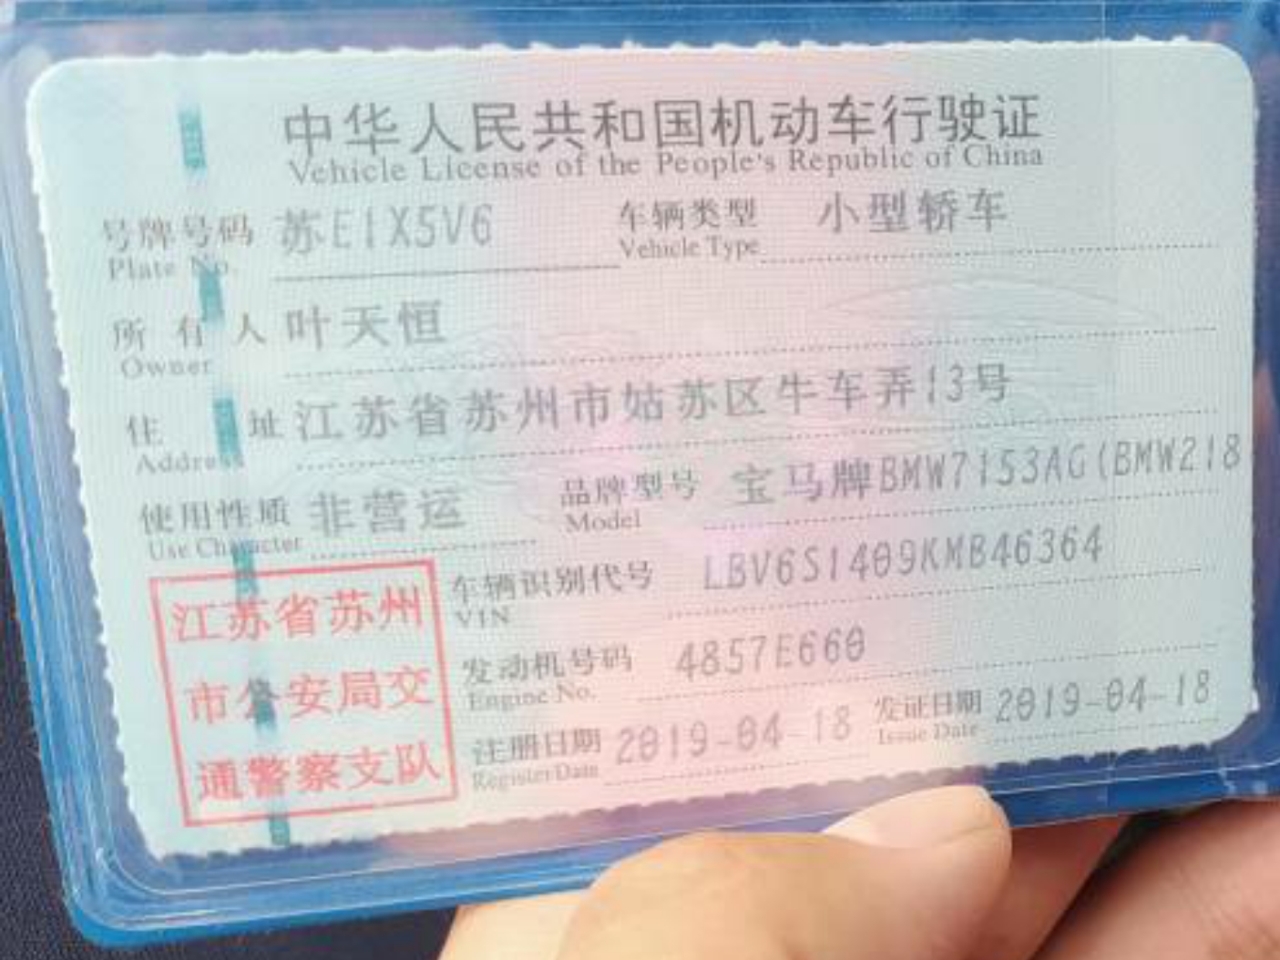 中华人民共和国机动车行驶证
Vehicle License of the People's Republic of China
号牌号码 苏E1X5V6 车辆类型 小型轿车
Plate No. Vehicle Type
所有人 叶天恒
Owner
住址 江苏省苏州市姑苏区牛车弄13号
Address
使用性质 非营运 品牌型号 宝马牌BMW7153AG(BMW218
Use Character Model
车辆识别代号 LBV6S1409KMB46364
VIN
发动机号码 4857E660
Engine No.
注册日期 2019-04-18 发证日期 2019-04-18
Register Date Issue Date
江苏省苏州
市公安局交
通警察支队